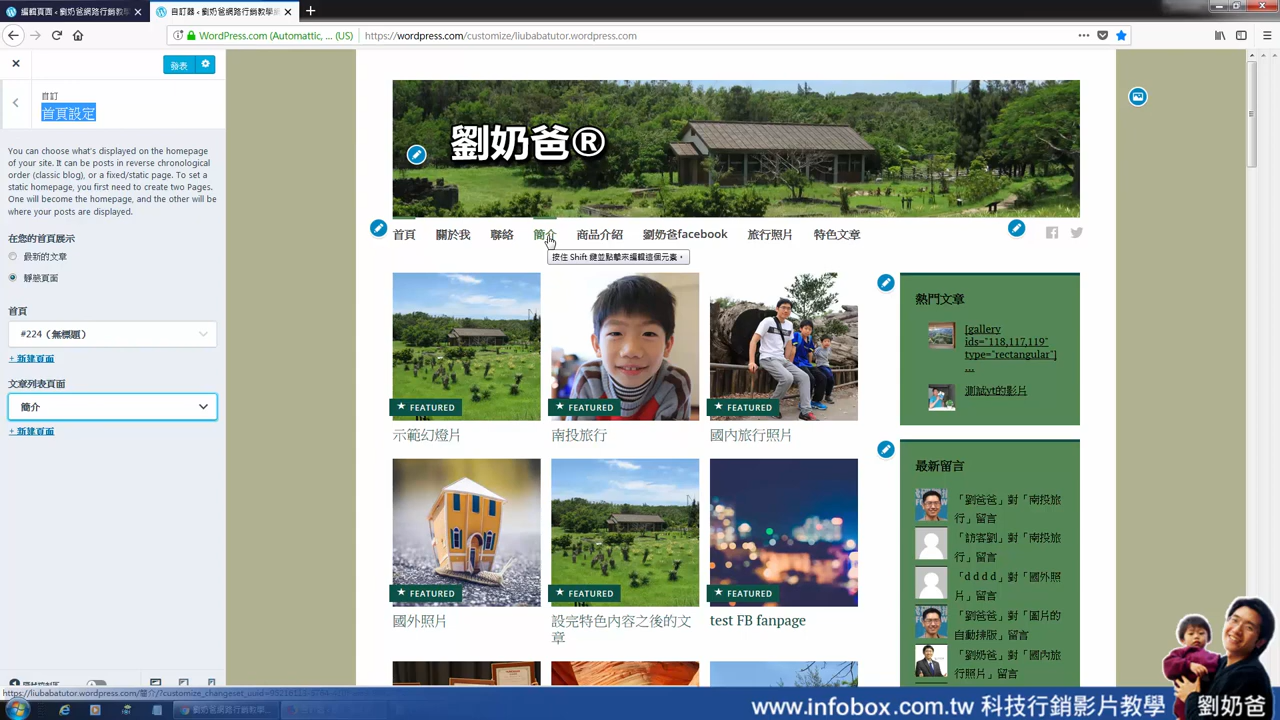 編輯頁面 ‹ 劉奶爸網路行銷教學網
自訂器 ‹ 劉奶爸網路行銷教學網
WordPress.com (Automattic, ... (US)
https://wordpress.com/customize/liubabatutor.wordpress.com
發表
自訂
首頁設定
You can choose what's displayed on the homepage
of your site. It can be posts in reverse chronological
order (classic blog), or a fixed/static page. To set a
static homepage, you first need to create two Pages.
One will become the homepage, and the other will be
where your posts are displayed.
在您的首頁展示
最新的文章
靜態頁面
首頁
#224（無標題）
+ 新建頁面
文章列表頁面
簡介
+ 新建頁面
劉奶爸®
首頁
關於我
聯絡
簡介
商品介紹
劉奶爸facebook
旅行照片
特色文章
按住 Shift 鍵並點擊來編輯這個元素。
★ FEATURED
★ FEATURED
★ FEATURED
示範幻燈片
南投旅行
國內旅行照片
★ FEATURED
★ FEATURED
★ FEATURED
國外照片
設完特色內容之後的文
章
test FB fanpage
熱門文章
[gallery
ids="118,117,119"
type="rectangular"]
...
測試yt的影片
最新留言
「劉爸爸」對「南投旅
行」留言
「訪客劉」對「南投旅
行」留言
「d d d d」對「國外照
片」留言
「劉爸爸」對「圖片的
自動排版」留言
「劉奶爸」對「國內旅
行照片」留言
www.infobox.com.tw 科技行銷影片教學
劉奶爸